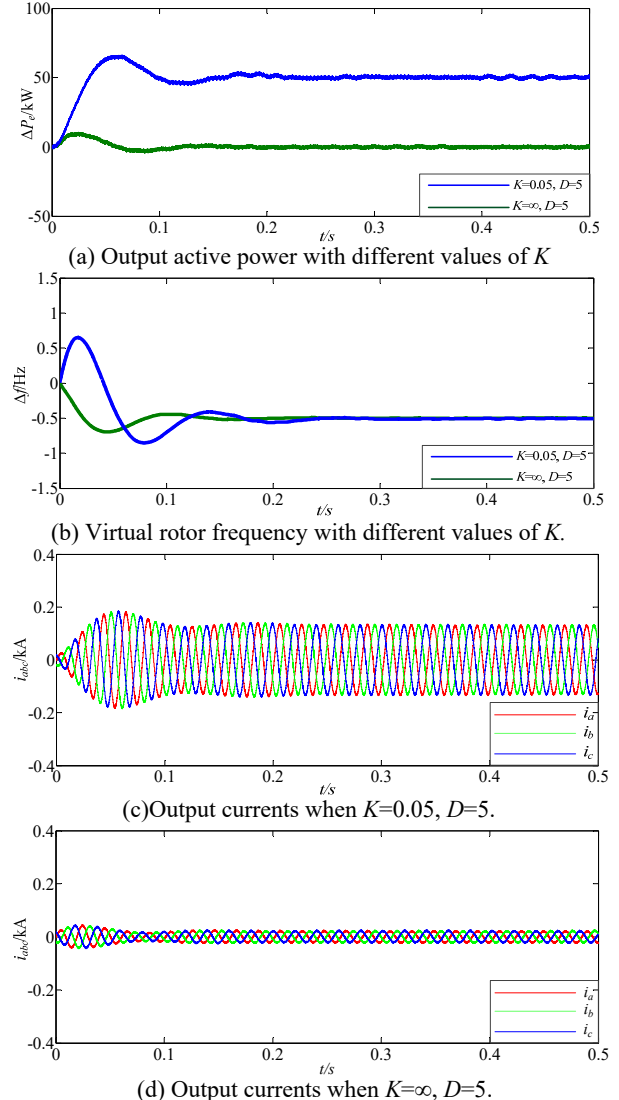 100
50
0
-50
ΔPe/kW
K=0.05, D=5
K=∞, D=5
0 0.1 0.2 0.3 0.4 0.5
t/s
(a) Output active power with different values of K
1.5
1
0.5
0
-0.5
-1
-1.5
Δf/Hz
K=0.05, D=5
K=∞, D=5
0 0.1 0.2 0.3 0.4 0.5
t/s
(b) Virtual rotor frequency with different values of K.
0.4
0.2
0
-0.2
-0.4
iabc/kA
ia
ib
ic
0 0.1 0.2 0.3 0.4 0.5
t/s
(c)Output currents when K=0.05, D=5.
0.4
0.2
0
-0.2
-0.4
iabc/kA
ia
ib
ic
0 0.1 0.2 0.3 0.4 0.5
t/s
(d) Output currents when K=∞, D=5.